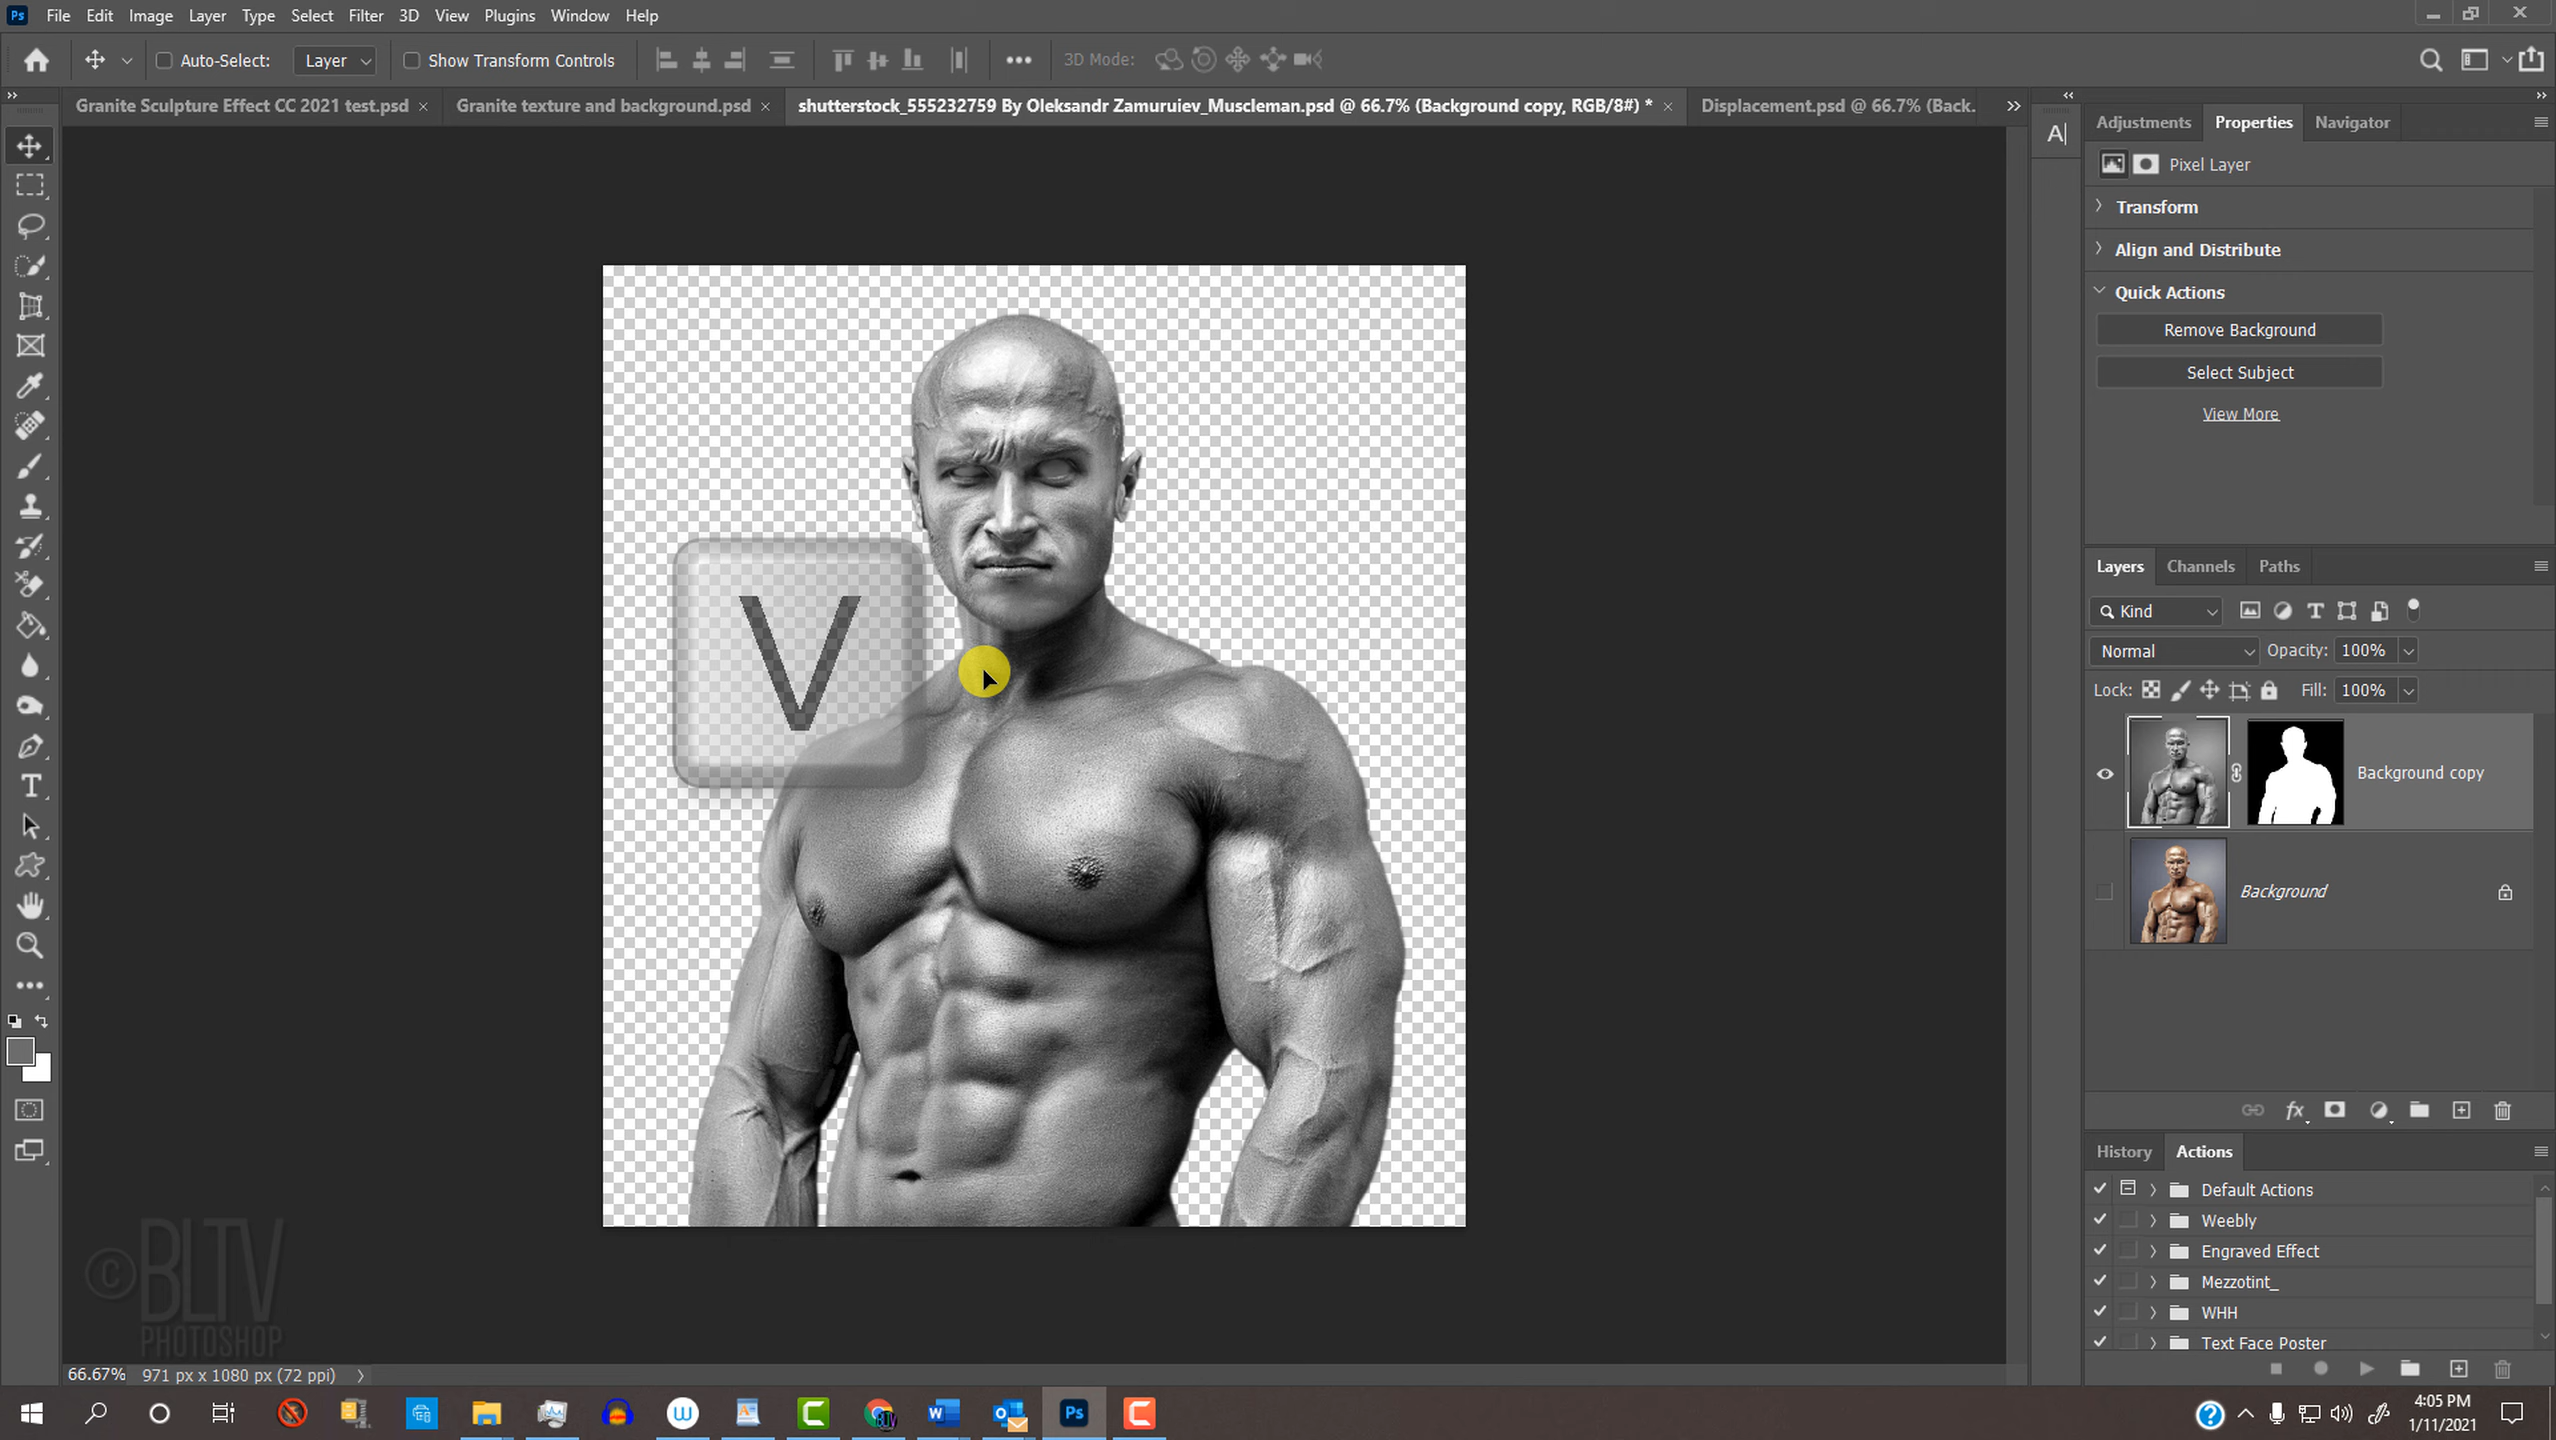 Ps File Edit Image Layer Type Select Filter 3D View Plugins Window Help
Auto-Select: Layer Show Transform Controls 3D Mode:
Granite Sculpture Effect CC 2021 test.psd × Granite texture and background.psd × shutterstock_555232759 By Oleksandr Zamuruiev_Muscleman.psd @ 66.7% (Background copy, RGB/8#) * × Displacement.psd @ 66.7% (Back.
A
Adjustments Properties Navigator
Pixel Layer
Transform
Align and Distribute
Quick Actions
Remove Background
Select Subject
View More
V
Layers Channels Paths
Kind
Normal Opacity: 100%
Lock: Fill: 100%
Background copy
Background
fx
History Actions
Default Actions
Weebly
Engraved Effect
Mezzotint_
WHH
Text Face Poster
©BLTV
PHOTOSHOP
66.67% 971 px x 1080 px (72 ppi)
4:05 PM
1/11/2021